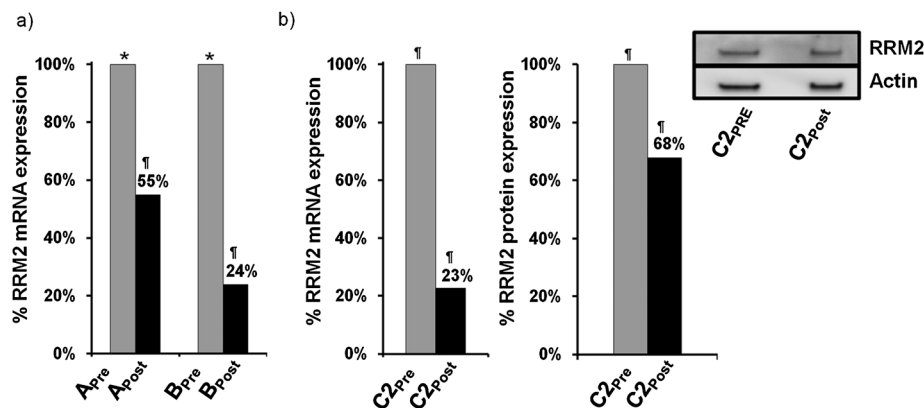 a)
% RRM2 mRNA expression
100%
80%
60%
40%
20%
0%
*
¶
55%
*
¶
24%
APre
APost
BPre
BPost
b)
% RRM2 mRNA expression
100%
80%
60%
40%
20%
0%
¶
¶
23%
C2Pre
C2Post
% RRM2 protein expression
100%
80%
60%
40%
20%
0%
¶
¶
68%
C2Pre
C2Post
RRM2
Actin
C2PRE
C2Post